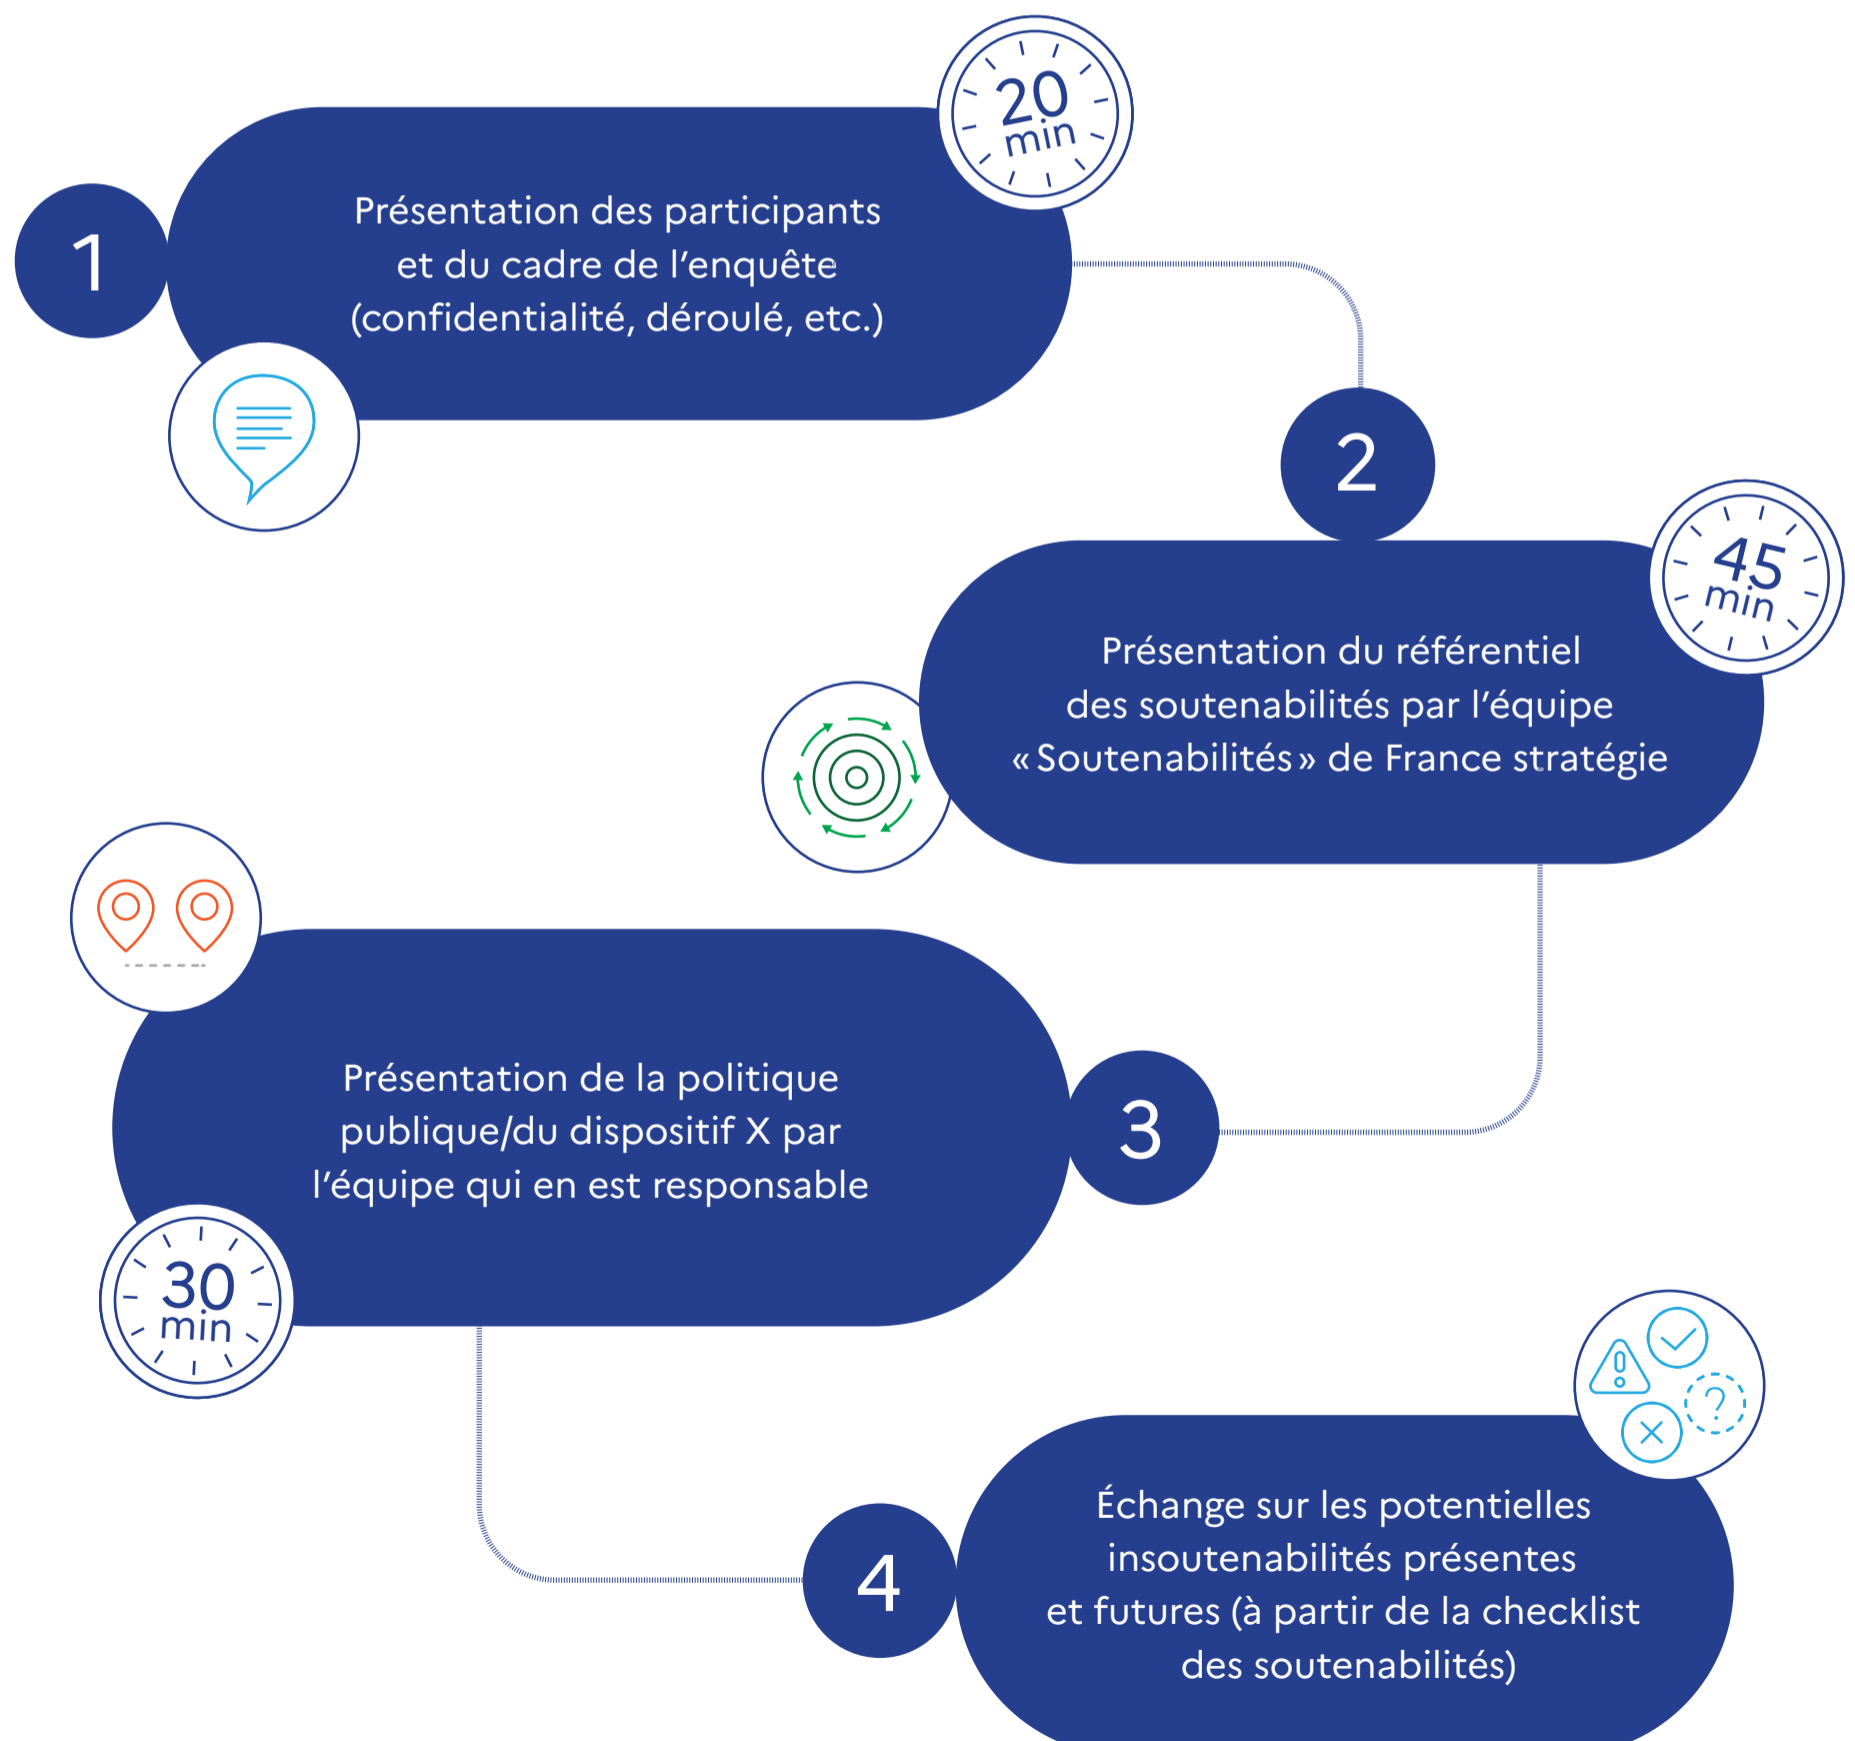 20
min
1
Présentation des participants
et du cadre de l’enquête
(confidentialité, déroulé, etc.)
2
45
min
Présentation du référentiel
des soutenabilités par l’équipe
« Soutenabilités » de France stratégie
Présentation de la politique
publique/du dispositif X par
l’équipe qui en est responsable
3
30
min
?
4
Échange sur les potentielles
insoutenabilités présentes
et futures (à partir de la checklist
des soutenabilités)